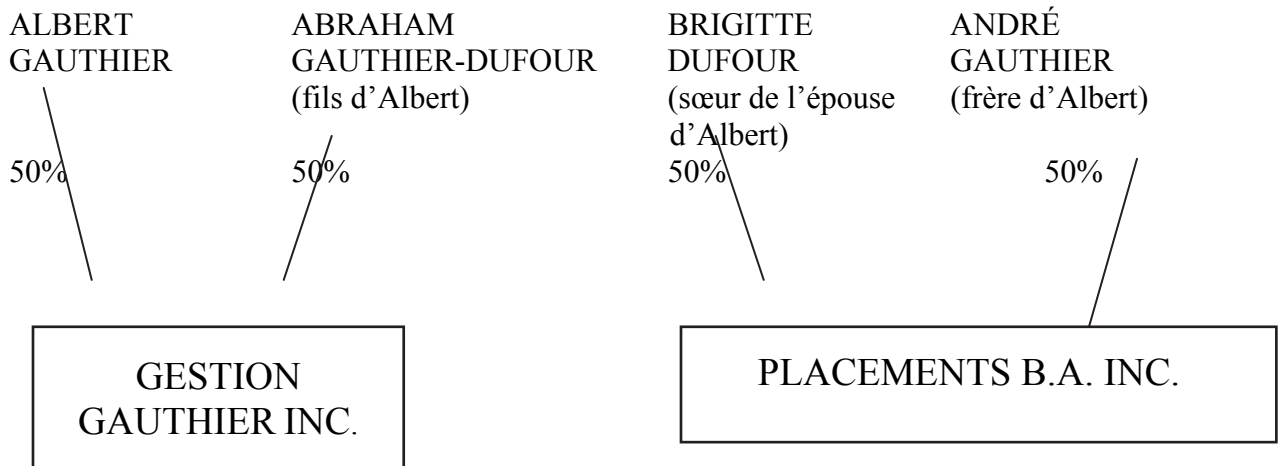 ALBERT
GAUTHIER
50%
ABRAHAM
GAUTHIER-DUFOUR
(fils d’Albert)
50%
BRIGITTE
DUFOUR
(sœur de l’épouse
d’Albert)
50%
ANDRÉ
GAUTHIER
(frère d’Albert)
50%
GESTION
GAUTHIER INC.
PLACEMENTS B.A. INC.